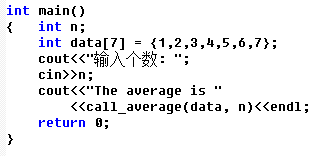 int main()
{   int n;
    int data[7] = {1,2,3,4,5,6,7};
    cout<<"输入个数: ";
    cin>>n;
    cout<<"The average is "
        <<call_average(data, n)<<endl;
    return 0;
}